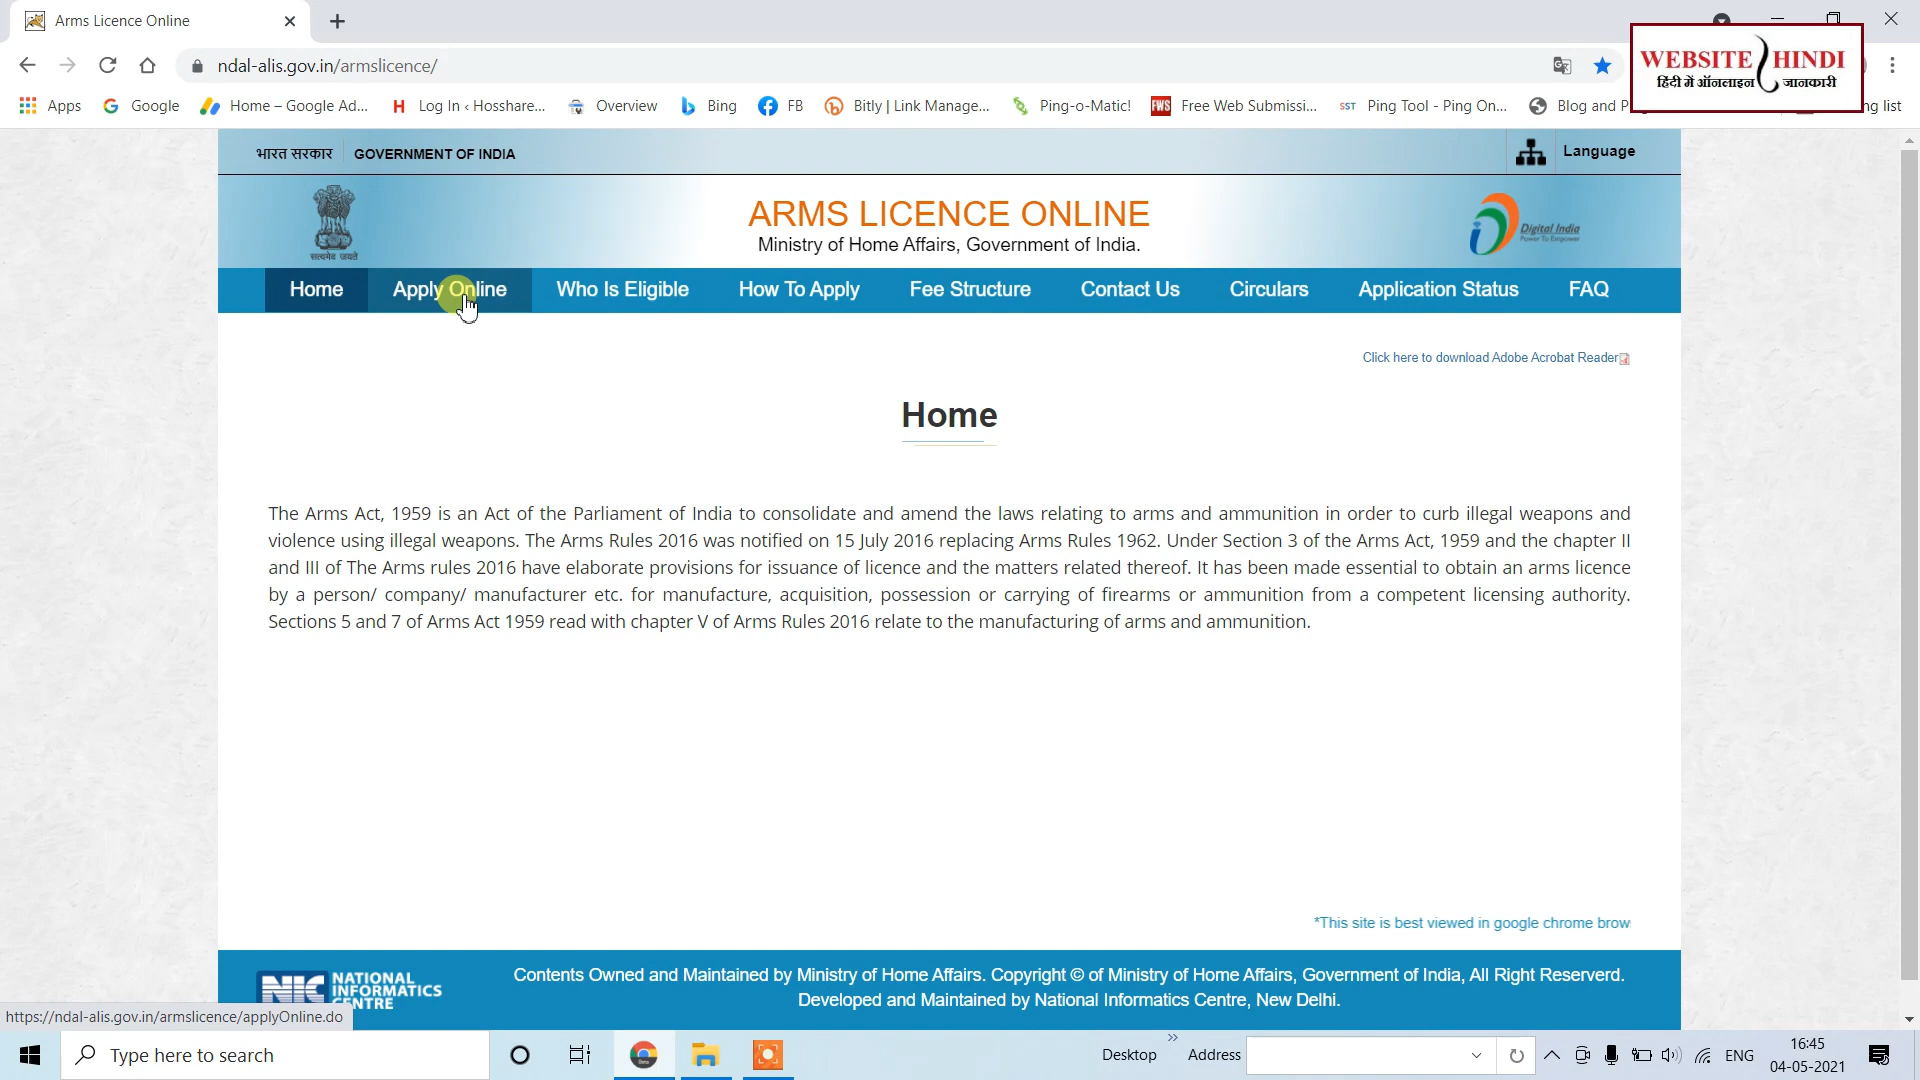 Arms Licence Online
ndal-alis.gov.in/armslicence/
WEBSITE HINDI
हिंदी में ऑनलाइन जानकारी
Apps Google Home – Google Ad... Log In ‹ Hosshare... Overview Bing FB Bitly | Link Manage... Ping-o-Matic! FWS Free Web Submissi... SST Ping Tool - Ping On... Blog and P ng list
भारत सरकार GOVERNMENT OF INDIA Language
ARMS LICENCE ONLINE
Ministry of Home Affairs, Government of India.
सत्यमेव जयते
Digital India
Power To Empower
Home Apply Online Who Is Eligible How To Apply Fee Structure Contact Us Circulars Application Status FAQ
Click here to download Adobe Acrobat Reader
Home
The Arms Act, 1959 is an Act of the Parliament of India to consolidate and amend the laws relating to arms and ammunition in order to curb illegal weapons and
violence using illegal weapons. The Arms Rules 2016 was notified on 15 July 2016 replacing Arms Rules 1962. Under Section 3 of the Arms Act, 1959 and the chapter II
and III of The Arms rules 2016 have elaborate provisions for issuance of licence and the matters related thereof. It has been made essential to obtain an arms licence
by a person/ company/ manufacturer etc. for manufacture, acquisition, possession or carrying of firearms or ammunition from a competent licensing authority.
Sections 5 and 7 of Arms Act 1959 read with chapter V of Arms Rules 2016 relate to the manufacturing of arms and ammunition.
*This site is best viewed in google chrome brow
NIC NATIONAL
INFORMATICS
CENTRE
Contents Owned and Maintained by Ministry of Home Affairs. Copyright © of Ministry of Home Affairs, Government of India, All Right Reserverd.
Developed and Maintained by National Informatics Centre, New Delhi.
https://ndal-alis.gov.in/armslicence/applyOnline.do
Type here to search
Desktop » Address ENG
16:45
04-05-2021